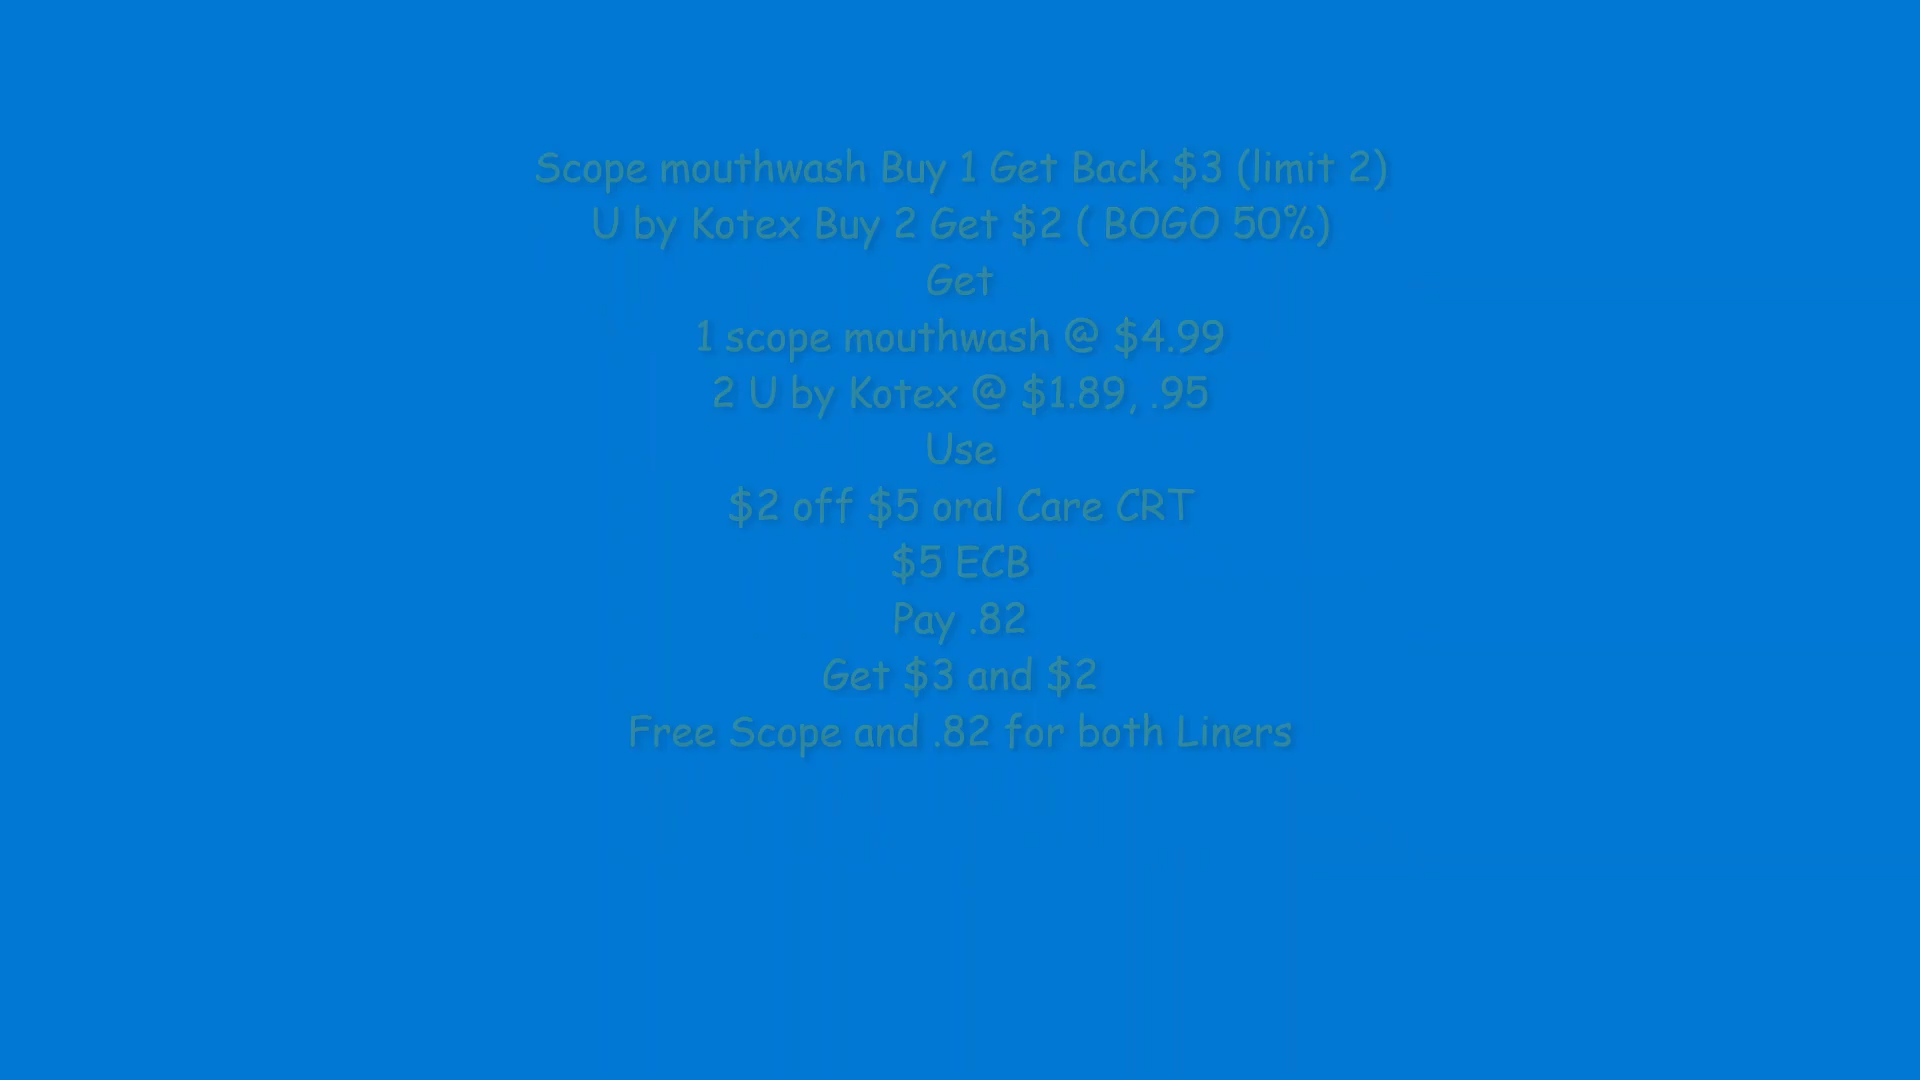 Scope mouthwash Buy 1 Get Back $3 (limit 2)
U by Kotex Buy 2 Get $2 ( BOGO 50%)
Get
1 scope mouthwash @ $4.99
2 U by Kotex @ $1.89, .95
Use
$2 off $5 oral Care CRT
$5 ECB
Pay .82
Get $3 and $2
Free Scope and .82 for both Liners